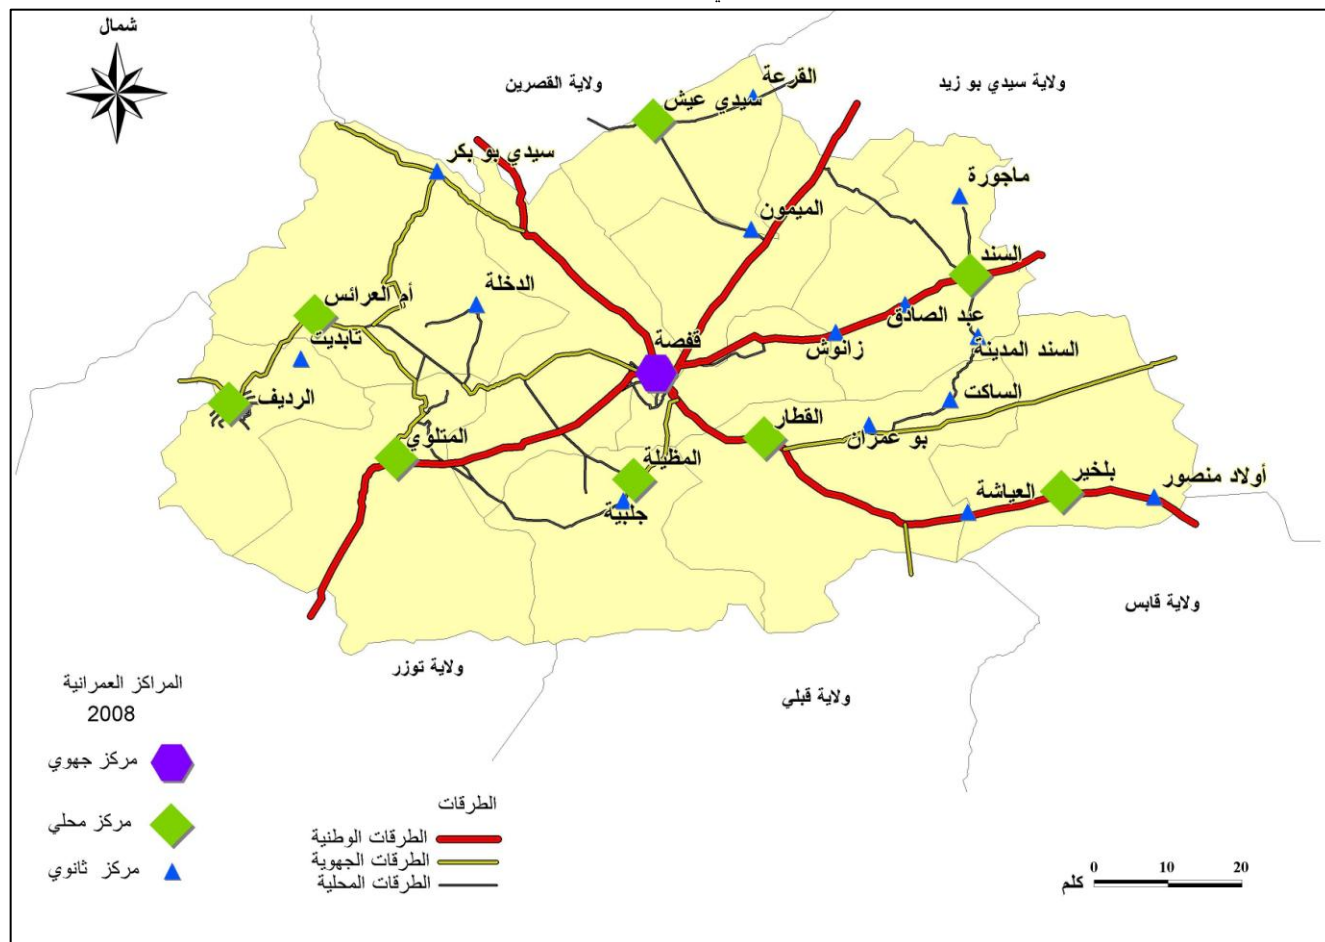 شمال
ولاية القصرين
ولاية سيدي بو زيد
القرعة
سيدي عيش
سيدي بو بكر
ماجورة
الميمون
السند
الدخلة
أم العرائس
عبد الصادق
تابديت
قفصة
زانوش
السند المدينة
الرديف
الساكت
القطار
بو عمران
المتلوي
المظيلة
بلخير
أولاد منصور
العياشة
جلبية
ولاية قابس
ولاية توزر
ولاية قبلي
المراكز العمرانية
2008
مركز جهوي
مركز محلي
مركز ثانوي
الطرقات
الطرقات الوطنية
الطرقات الجهوية
الطرقات المحلية
0 10 20
كلم